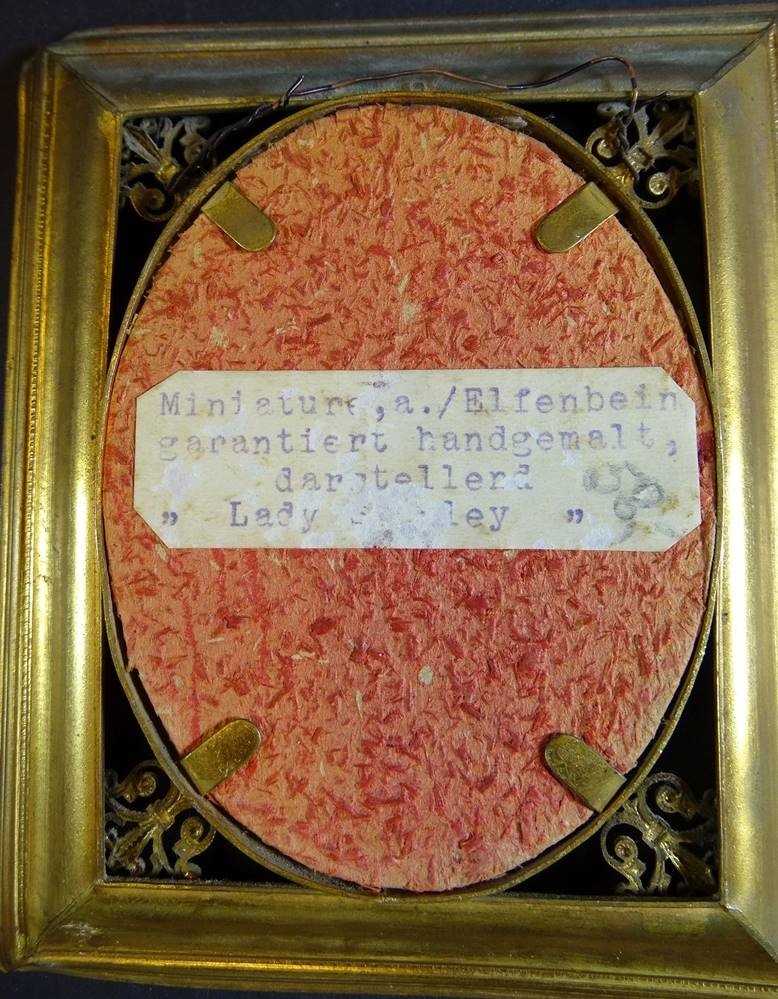 Miniature,a./Elfenbein
garantiert handgemalt,
darstellend
„ Lady „